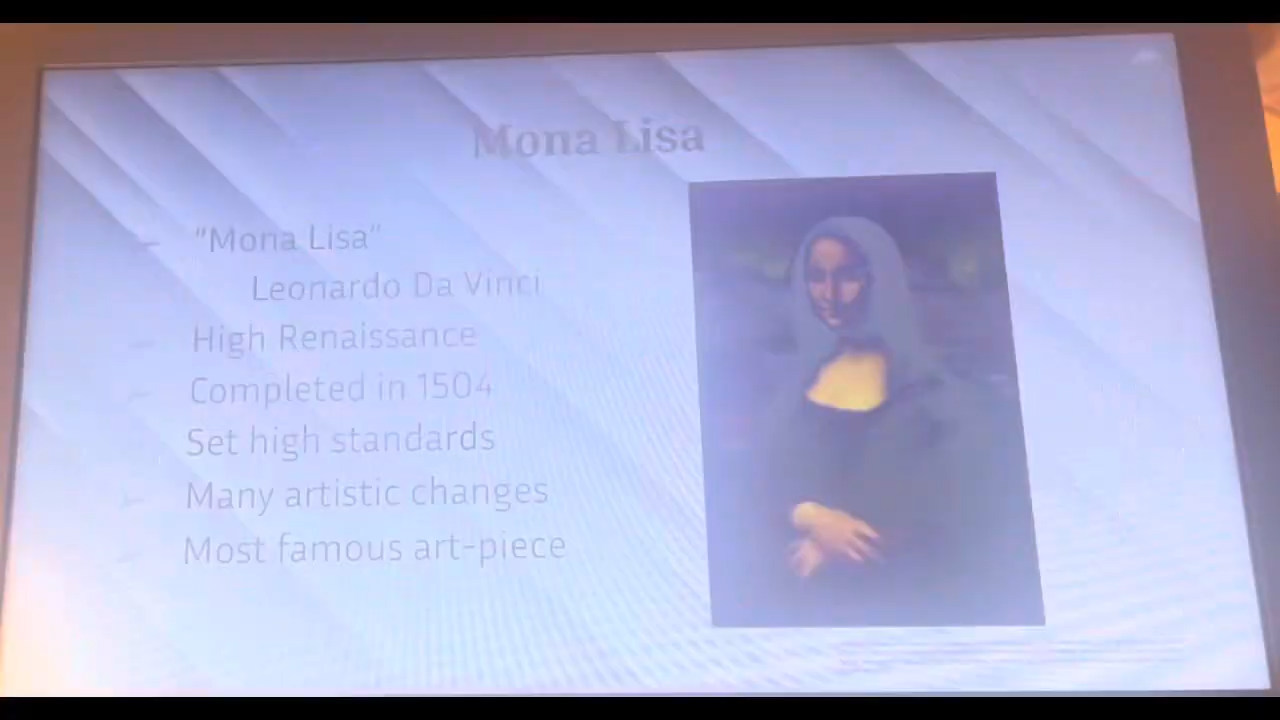 Mona Lisa
"Mona Lisa"
Leonardo Da Vinci
High Renaissance
Completed in 1504
Set high standards
Many artistic changes
Most famous art-piece